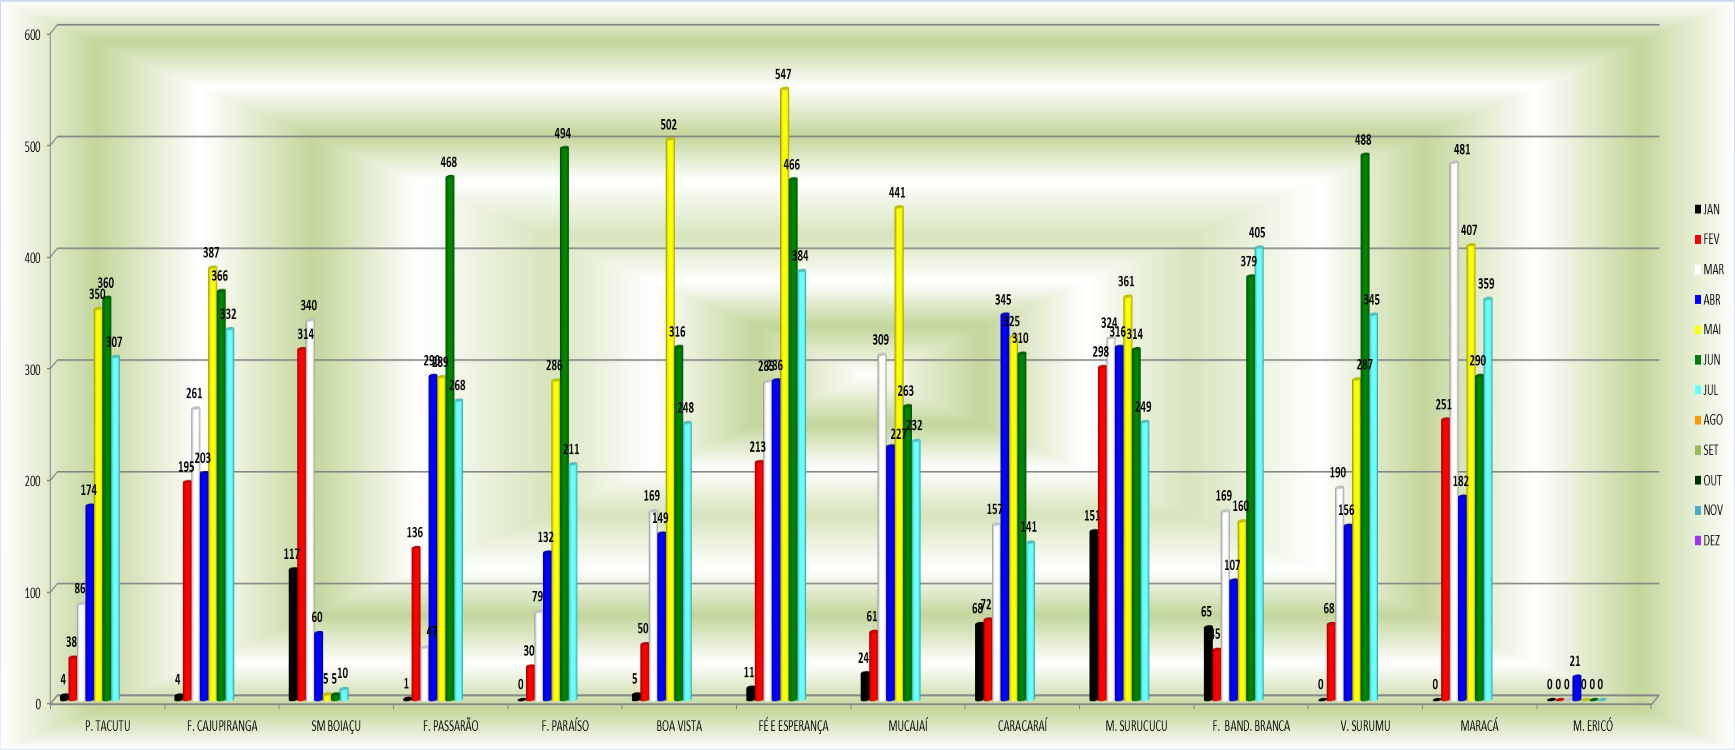 600
500
400
300
200
100
0
4 38 86 174 350 360 307
4 195 261 203 387 366 332
117 314 340 60 5 5 10
1 136 47 290 289 468 268
0 30 79 132 286 494 211
5 50 169 149 502 316 248
11 213 285 286 547 466 384
24 61 309 227 441 263 232
68 72 157 345 325 310 141
151 298 324 316 361 314 249
65 45 169 107 160 379 405
0 68 190 156 287 488 345
0 251 481 182 407 290 359
0 0 0 21 0 0 0
P. TACUTU F. CAJUPIRANGA SM BOIAÇU F. PASSARÃO F. PARAÍSO BOA VISTA FÉ E ESPERANÇA MUCAJAÍ CARACARAÍ M. SURUCUCU F. BAND. BRANCA V. SURUMU MARACÁ M. ERICÓ
JAN
FEV
MAR
ABR
MAI
JUN
JUL
AGO
SET
OUT
NOV
DEZ